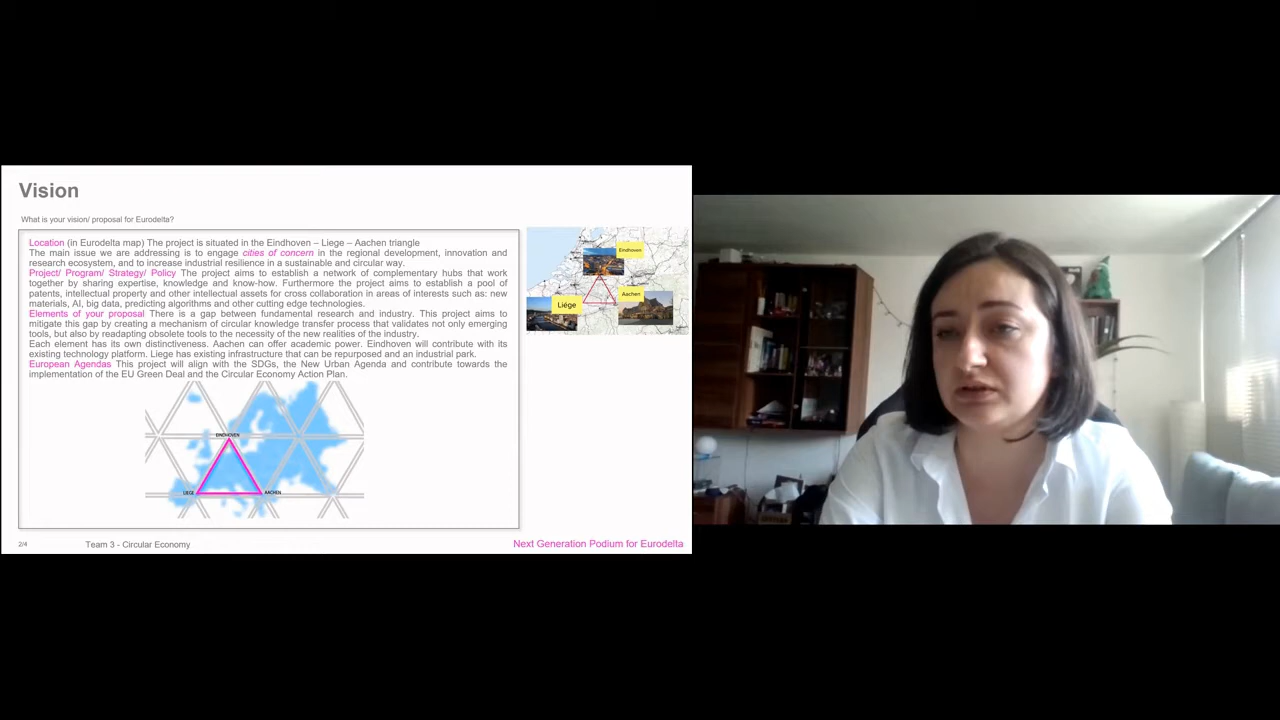 Vision
What is your vision/ proposal for Eurodelta?
Location (in Eurodelta map) The project is situated in the Eindhoven – Liege – Aachen triangle
The main issue we are addressing is to engage cities of concern in the regional development, innovation and
research ecosystem, and to increase industrial resilience in a sustainable and circular way.
Project/ Program/ Strategy/ Policy The project aims to establish a network of complementary hubs that work
together by sharing expertise, knowledge and know-how. Furthermore the project aims to establish a pool of
patents, intellectual property and other intellectual assets for cross collaboration in areas of interests such as: new
materials, AI, big data, predicting algorithms and other cutting edge technologies.
Elements of your proposal There is a gap between fundamental research and industry. This project aims to
mitigate this gap by creating a mechanism of circular knowledge transfer process that validates not only emerging
tools, but also by readapting obsolete tools to the necessity of the new realities of the industry.
Each element has its own distinctiveness. Aachen can offer academic power. Eindhoven will contribute with its
existing technology platform. Liege has existing infrastructure that can be repurposed and an industrial park.
European Agendas This project will align with the SDGs, the New Urban Agenda and contribute towards the
implementation of the EU Green Deal and the Circular Economy Action Plan.
EINDHOVEN
LIEGE
AACHEN
Eindhoven
Aachen
Liège
2/4
Team 3 - Circular Economy
Next Generation Podium for Eurodelta